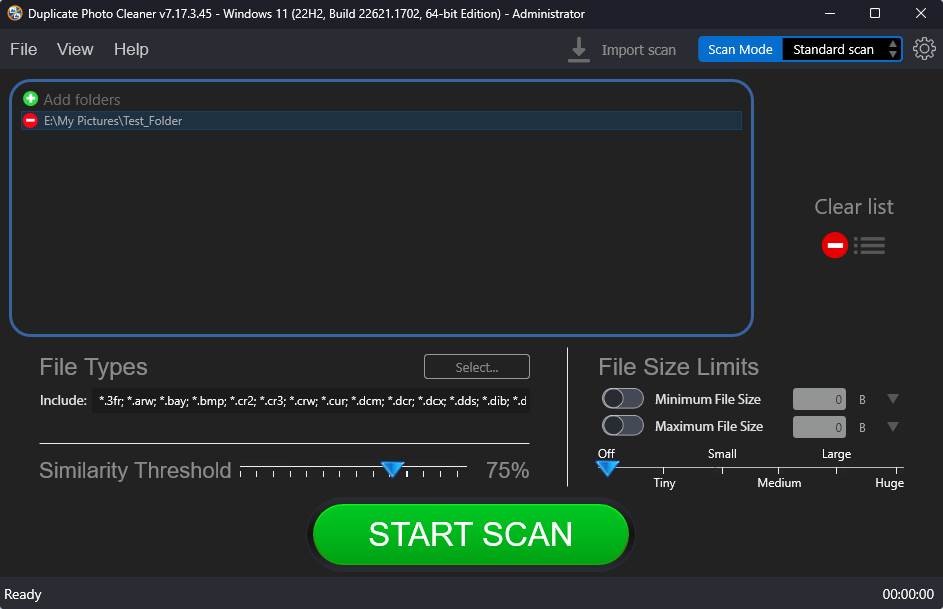 Duplicate Photo Cleaner v7.17.3.45 - Windows 11 (22H2, Build 22621.1702, 64-bit Edition) - Administrator
File View Help Import scan Scan Mode Standard scan
Add folders
E:\My Pictures\Test_Folder
Clear list
File Types Select...
Include: *.3fr; *.arw; *.bay; *.bmp; *.cr2; *.cr3; *.crw; *.cur; *.dcm; *.dcr; *.dcx; *.dds; *.dib; *.d
Similarity Threshold 75%
File Size Limits
Minimum File Size 0 B
Maximum File Size 0 B
Off Small Large
Tiny Medium Huge
START SCAN
Ready 00:00:00